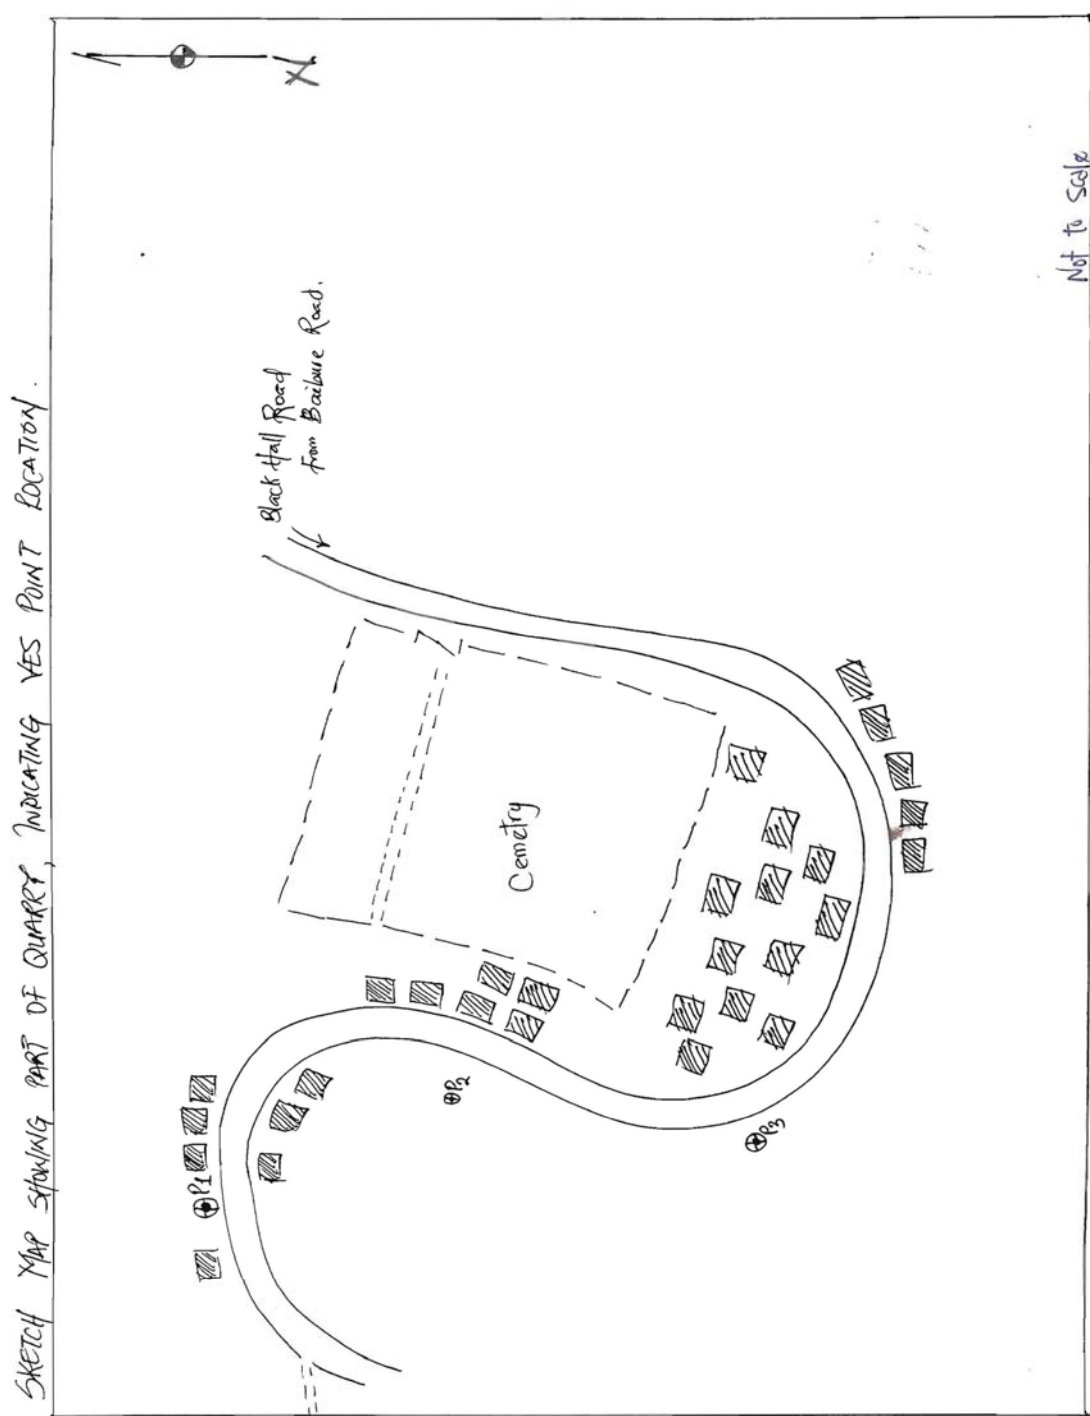 SKETCH MAP SHOWING PART OF QUARRY, INDICATING VES POINT LOCATION.
N
Black Hall Road
from Baibure Road.
Cemetry
P1
P2
P3
Not to Scale